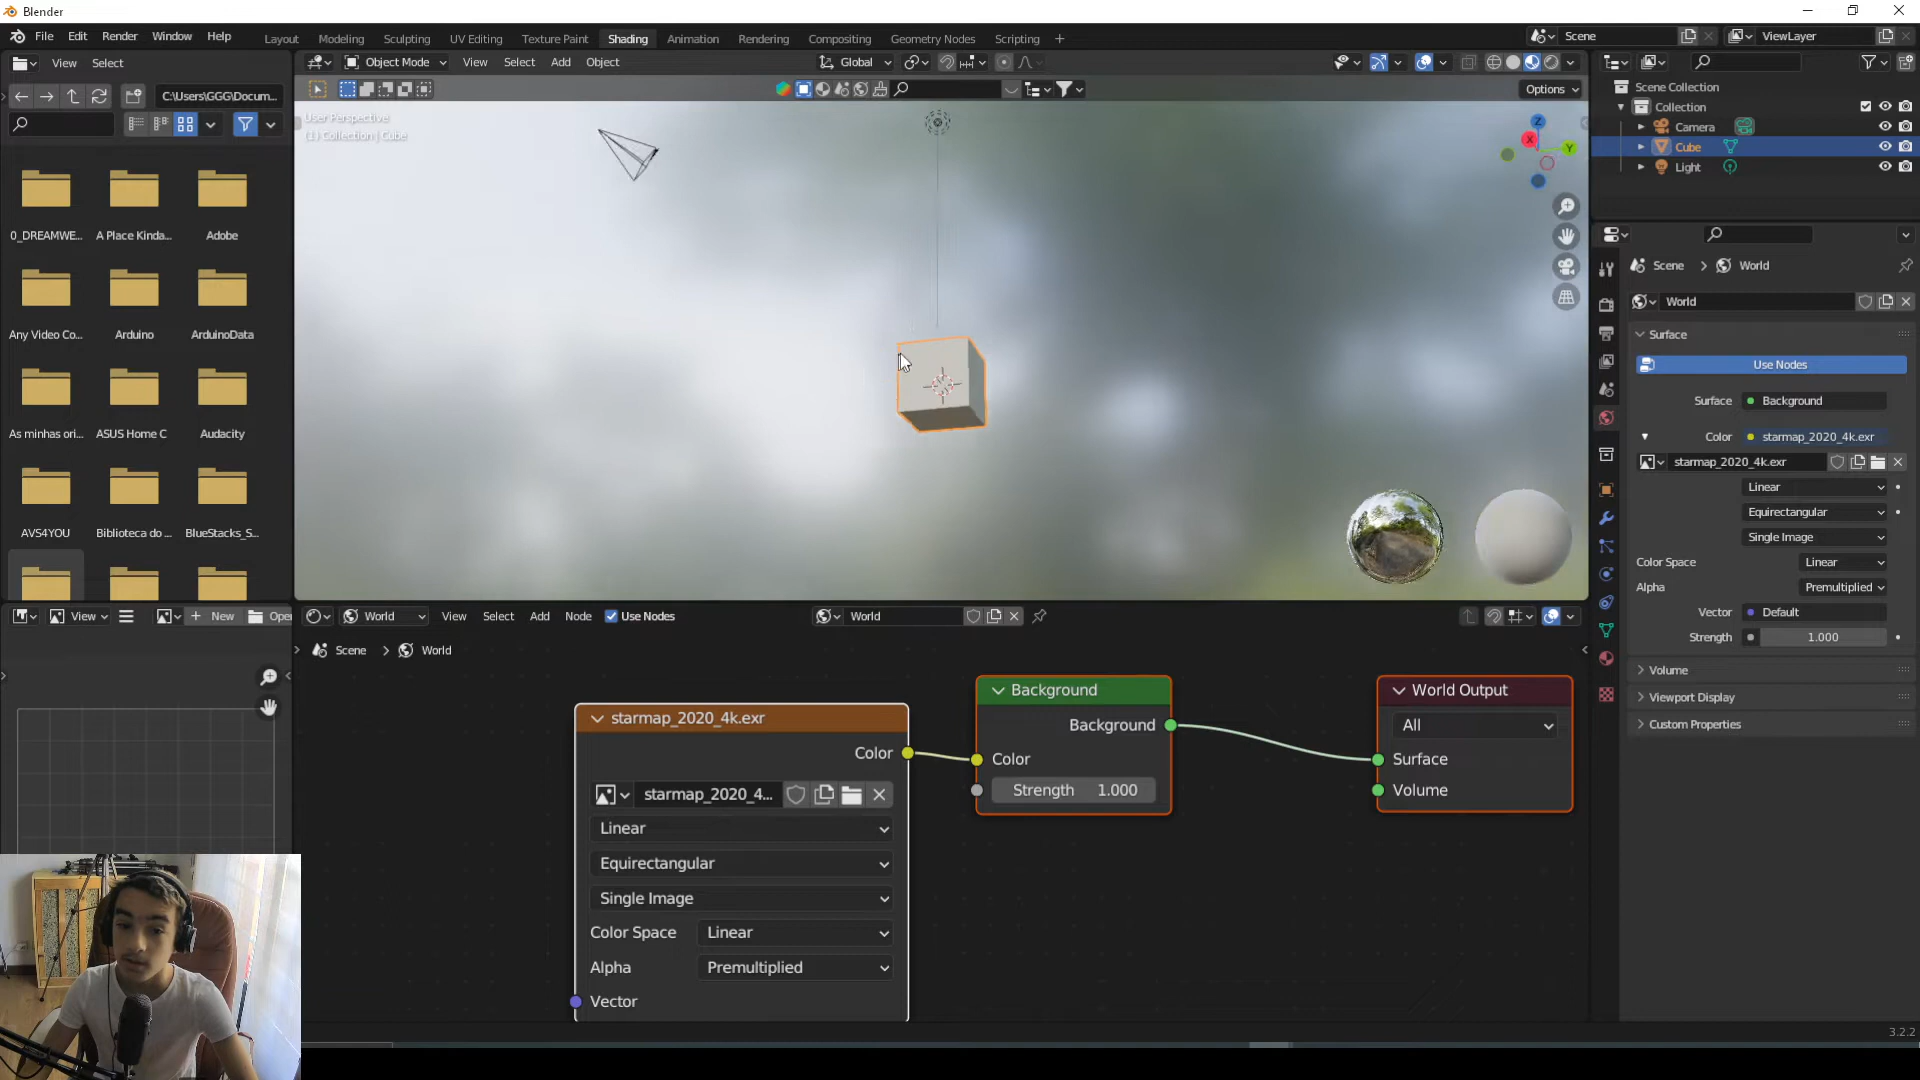 Blender
File Edit Render Window Help
Layout Modeling Sculpting UV Editing Texture Paint Shading Animation Rendering Compositing Geometry Nodes Scripting +
Scene
ViewLayer
View Select
Object Mode View Select Add Object
Global
C:\Users\GGG\Docum...
Options
User Perspective
(1) Collection | Cube
Z
X
Y
0_DREAMWE...
A Place Kinda...
Adobe
Any Video Co...
Arduino
ArduinoData
As minhas ori...
ASUS Home C
Audacity
AVS4YOU
Biblioteca do ...
BlueStacks_S...
Scene Collection
Collection
Camera
Cube
Light
Scene > World
World
Surface
Use Nodes
Surface Background
Color starmap_2020_4k.exr
starmap_2020_4k.exr
Linear
Equirectangular
Single Image
Color Space Linear
Alpha Premultiplied
Vector Default
Strength 1.000
Volume
Viewport Display
Custom Properties
View
+ New
Open
World View Select Add Node Use Nodes
World
Scene > World
starmap_2020_4k.exr
Color
starmap_2020_4...
Linear
Equirectangular
Single Image
Color Space Linear
Alpha Premultiplied
Vector
Background
Background
Color
Strength 1.000
World Output
All
Surface
Volume
3.2.2